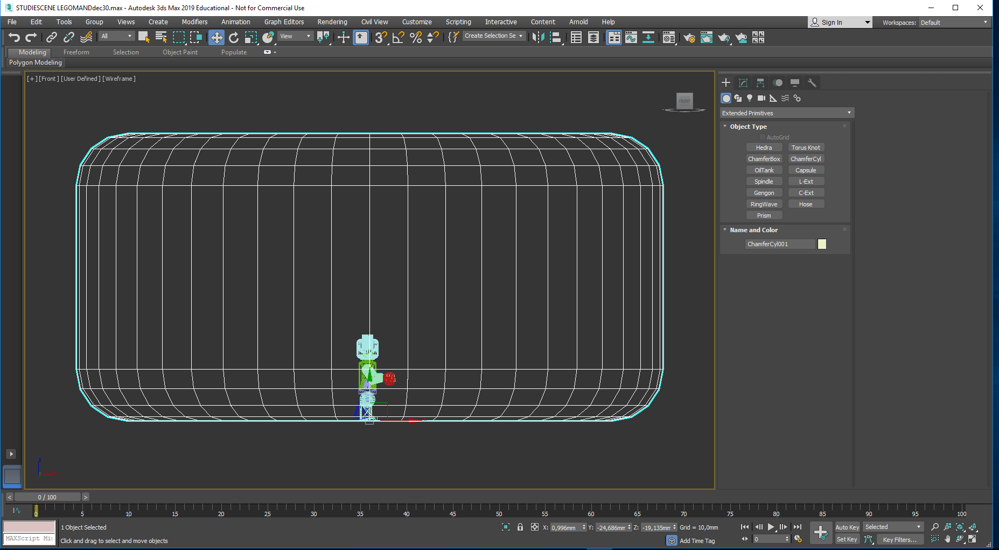 STUDIESCENE LEGOMANDdec30.max - Autodesk 3ds Max 2019 Educational - Not for Commercial Use
File Edit Tools Group Views Create Modifiers Animation Graph Editors Rendering Civil View Customize Scripting Interactive Content Arnold Help
Sign In
Workspaces: Default
All
View
Create Selection Se
Modeling Freeform Selection Object Paint Populate
Polygon Modeling
[+] [Front] [User Defined] [Wireframe]
FRONT
Extended Primitives
Object Type
AutoGrid
Hedra Torus Knot
ChamferBox ChamferCyl
OilTank Capsule
Spindle L-Ext
Gengon C-Ext
RingWave Hose
Prism
Name and Color
ChamferCyl001
z
y x
< 0 / 100 >
0 5 10 15 20 25 30 35 40 45 50 55 60 65 70 75 80 85 90 95 100
1 Object Selected
X: 0,996mm Y: -24,686mm Z: -19,135mm Grid = 10,0mm
Auto Key Selected
MAXScript Mi
Click and drag to select and move objects
Add Time Tag
0
Set Key Key Filters...